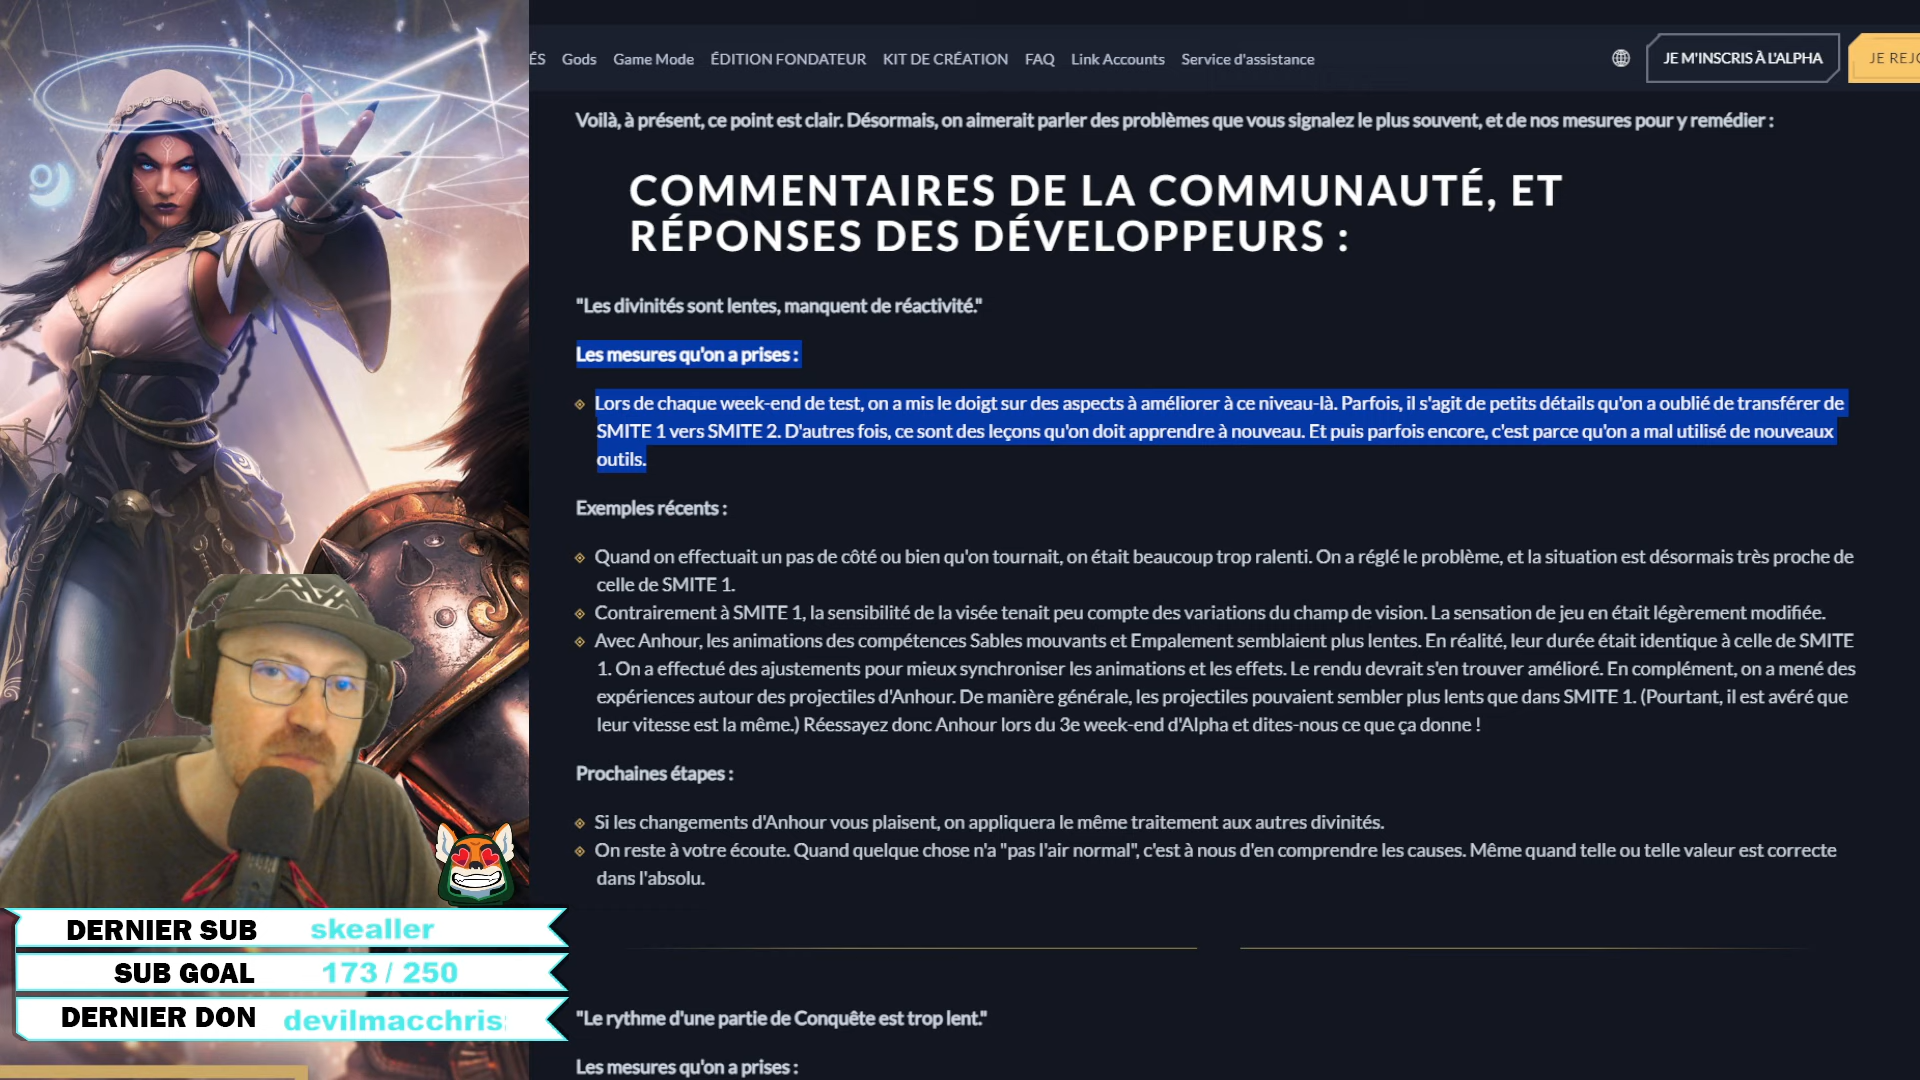 ÉS Gods Game Mode ÉDITION FONDATEUR KIT DE CRÉATION FAQ Link Accounts Service d'assistance JE M'INSCRIS À L'ALPHA JE REJO
Voilà, à présent, ce point est clair. Désormais, on aimerait parler des problèmes que vous signalez le plus souvent, et de nos mesures pour y remédier :
COMMENTAIRES DE LA COMMUNAUTÉ, ET
RÉPONSES DES DÉVELOPPEURS :
"Les divinités sont lentes, manquent de réactivité."
Les mesures qu'on a prises :
Lors de chaque week-end de test, on a mis le doigt sur des aspects à améliorer à ce niveau-là. Parfois, il s'agit de petits détails qu'on a oublié de transférer de
SMITE 1 vers SMITE 2. D'autres fois, ce sont des leçons qu'on doit apprendre à nouveau. Et puis parfois encore, c'est parce qu'on a mal utilisé de nouveaux
outils.
Exemples récents :
Quand on effectuait un pas de côté ou bien qu'on tournait, on était beaucoup trop ralenti. On a réglé le problème, et la situation est désormais très proche de
celle de SMITE 1.
Contrairement à SMITE 1, la sensibilité de la visée tenait peu compte des variations du champ de vision. La sensation de jeu en était légèrement modifiée.
Avec Anhour, les animations des compétences Sables mouvants et Empalement semblaient plus lentes. En réalité, leur durée était identique à celle de SMITE
1. On a effectué des ajustements pour mieux synchroniser les animations et les effets. Le rendu devrait s'en trouver amélioré. En complément, on a mené des
expériences autour des projectiles d'Anhour. De manière générale, les projectiles pouvaient sembler plus lents que dans SMITE 1. (Pourtant, il est avéré que
leur vitesse est la même.) Réessayez donc Anhour lors du 3e week-end d'Alpha et dites-nous ce que ça donne !
Prochaines étapes :
Si les changements d'Anhour vous plaisent, on appliquera le même traitement aux autres divinités.
On reste à votre écoute. Quand quelque chose n'a "pas l'air normal", c'est à nous d'en comprendre les causes. Même quand telle ou telle valeur est correcte
dans l'absolu.
DERNIER SUB skealler
SUB GOAL 173 / 250
DERNIER DON devilmacchris
"Le rythme d'une partie de Conquête est trop lent."
Les mesures qu'on a prises :